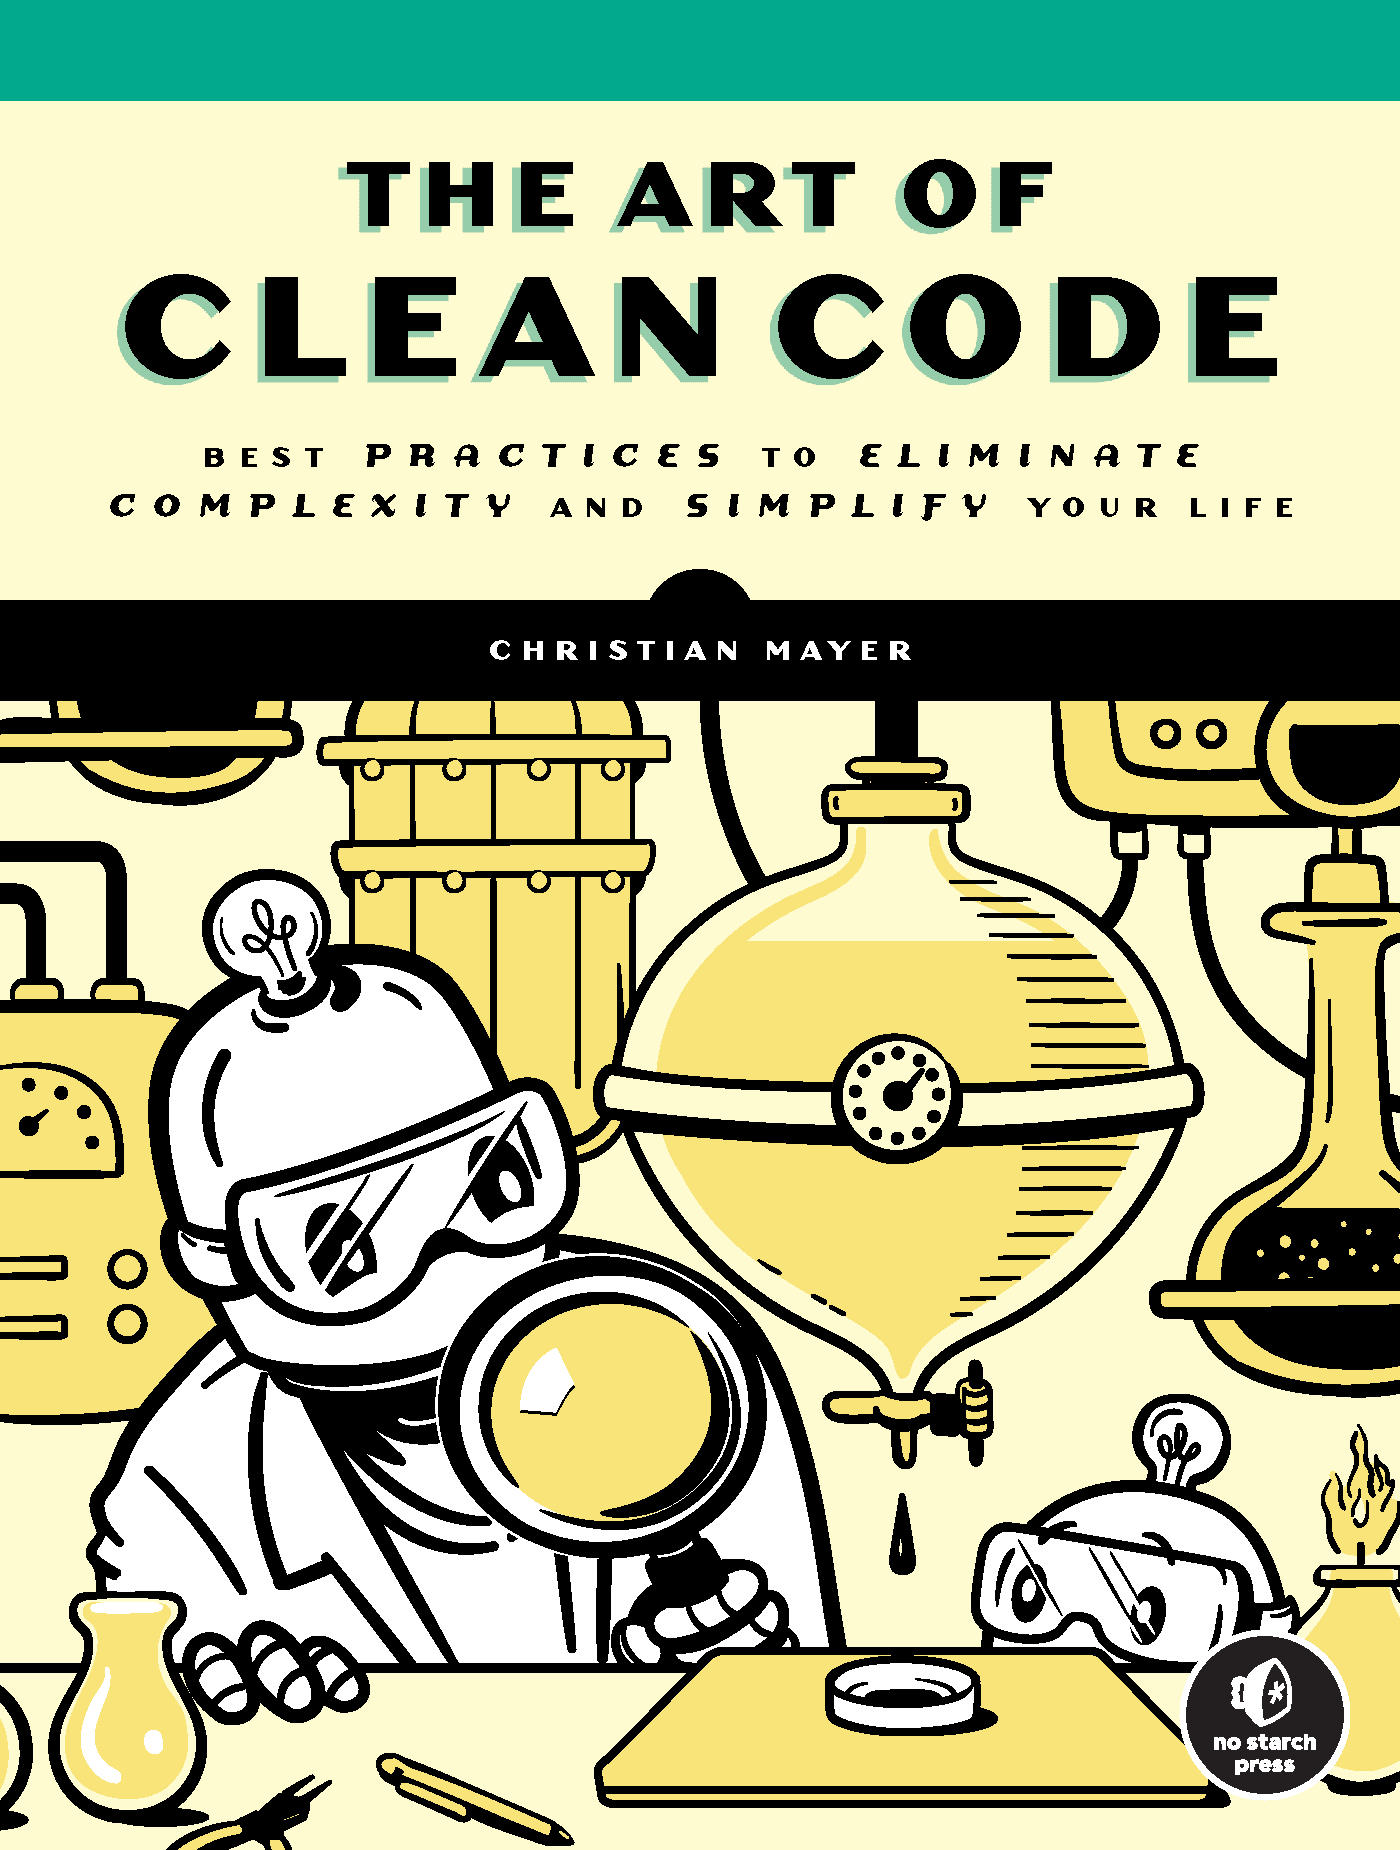 THE ART OF
CLEAN CODE
BEST PRACTICES TO ELIMINATE
COMPLEXITY AND SIMPLIFY YOUR LIFE
CHRISTIAN MAYER
no starch
press